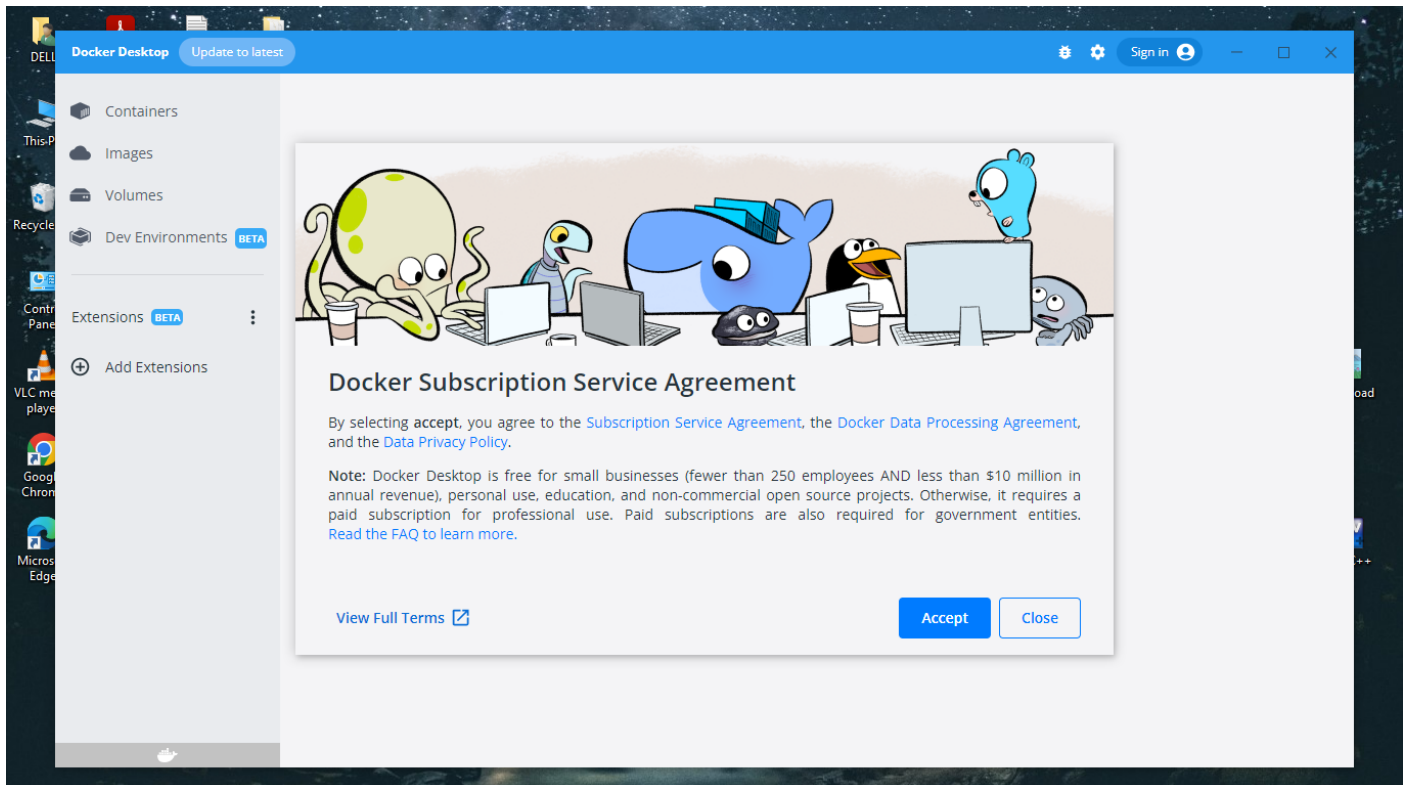 DELL
Docker Desktop
Update to latest
Sign in
Containers
Images
Volumes
Dev Environments BETA
Extensions BETA
Add Extensions
This P
Recycle
Contr
Pane
VLC me
playe
Googl
Chrom
Micros
Edge
Docker Subscription Service Agreement
By selecting accept, you agree to the Subscription Service Agreement, the Docker Data Processing Agreement,
and the Data Privacy Policy.
Note: Docker Desktop is free for small businesses (fewer than 250 employees AND less than $10 million in
annual revenue), personal use, education, and non-commercial open source projects. Otherwise, it requires a
paid subscription for professional use. Paid subscriptions are also required for government entities.
Read the FAQ to learn more.
View Full Terms
Accept
Close
oad
++